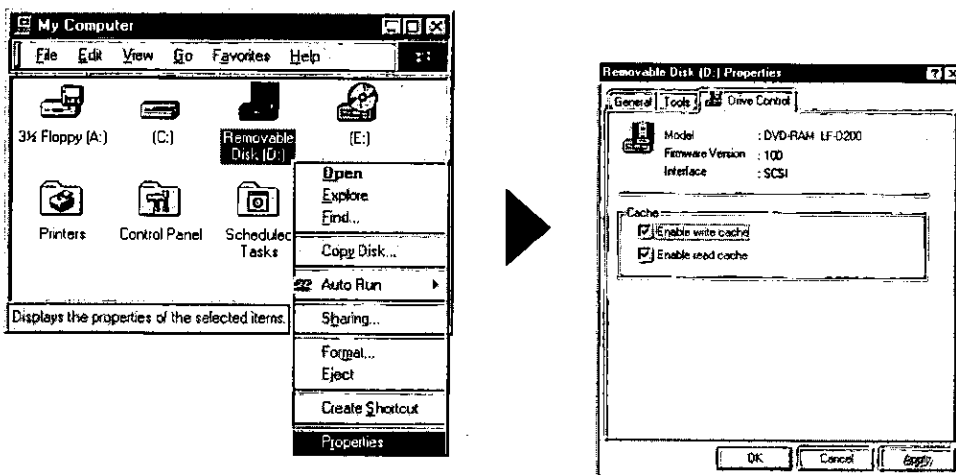 My Computer
File Edit View Go Favorites Help
3½ Floppy (A:) (C:) Removable Disk (D:) (E:)
Printers Control Panel Scheduled Tasks
Displays the properties of the selected items.
Open
Explore
Find...
Copy Disk...
Auto Run
Sharing...
Format...
Eject
Create Shortcut
Properties
Removable Disk (D:) Properties
General Tools Drive Control
Model : DVD-RAM LF-D200
Firmware Version : 100
Interface : SCSI
Cache
Enable write cache
Enable read cache
OK Cancel Apply